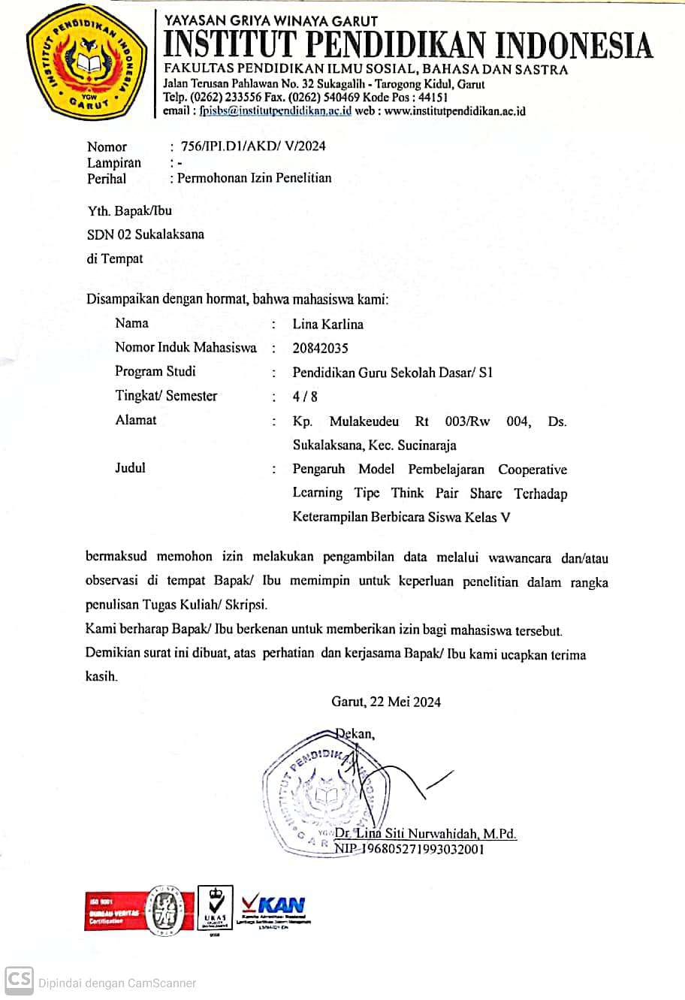 YAYASAN GRIYA WINAYA GARUT
INSTITUT PENDIDIKAN INDONESIA
FAKULTAS PENDIDIKAN ILMU SOSIAL, BAHASA DAN SASTRA
Jalan Terusan Pahlawan No. 32 Sukagalih - Tarogong Kidul, Garut
Telp. (0262) 233556 Fax. (0262) 540469 Kode Pos : 44151
email : fpisbs@institutpendidikan.ac.id web : www.institutpendidikan.ac.id
INSTITUT PENDIDIKAN INDONESIA
YGW
GARUT
Nomor : 756/IPI.D1/AKD/ V/2024
Lampiran : -
Perihal : Permohonan Izin Penelitian
Yth. Bapak/Ibu
SDN 02 Sukalaksana
di Tempat
Disampaikan dengan hormat, bahwa mahasiswa kami:
Nama : Lina Karlina
Nomor Induk Mahasiswa : 20842035
Program Studi : Pendidikan Guru Sekolah Dasar/ S1
Tingkat/ Semester : 4 / 8
Alamat : Kp. Mulakeudeu Rt 003/Rw 004, Ds.
Sukalaksana, Kec. Sucinaraja
Judul : Pengaruh Model Pembelajaran Cooperative
Learning Tipe Think Pair Share Terhadap
Keterampilan Berbicara Siswa Kelas V
bermaksud memohon izin melakukan pengambilan data melalui wawancara dan/atau
observasi di tempat Bapak/ Ibu memimpin untuk keperluan penelitian dalam rangka
penulisan Tugas Kuliah/ Skripsi.
Kami berharap Bapak/ Ibu berkenan untuk memberikan izin bagi mahasiswa tersebut.
Demikian surat ini dibuat, atas perhatian dan kerjasama Bapak/ Ibu kami ucapkan terima
kasih.
Garut, 22 Mei 2024
Dekan,
INSTITUT PENDIDIKAN INDONESIA
YGW
GARUT
Dr. Lina Siti Nurwahidah, M.Pd.
NIP 196805271993032001
ISO 9001
BUREAU VERITAS
Certification
UKAS
QUALITY
MANAGEMENT
KAN
Komite Akreditasi Nasional
CS Dipindai dengan CamScanner